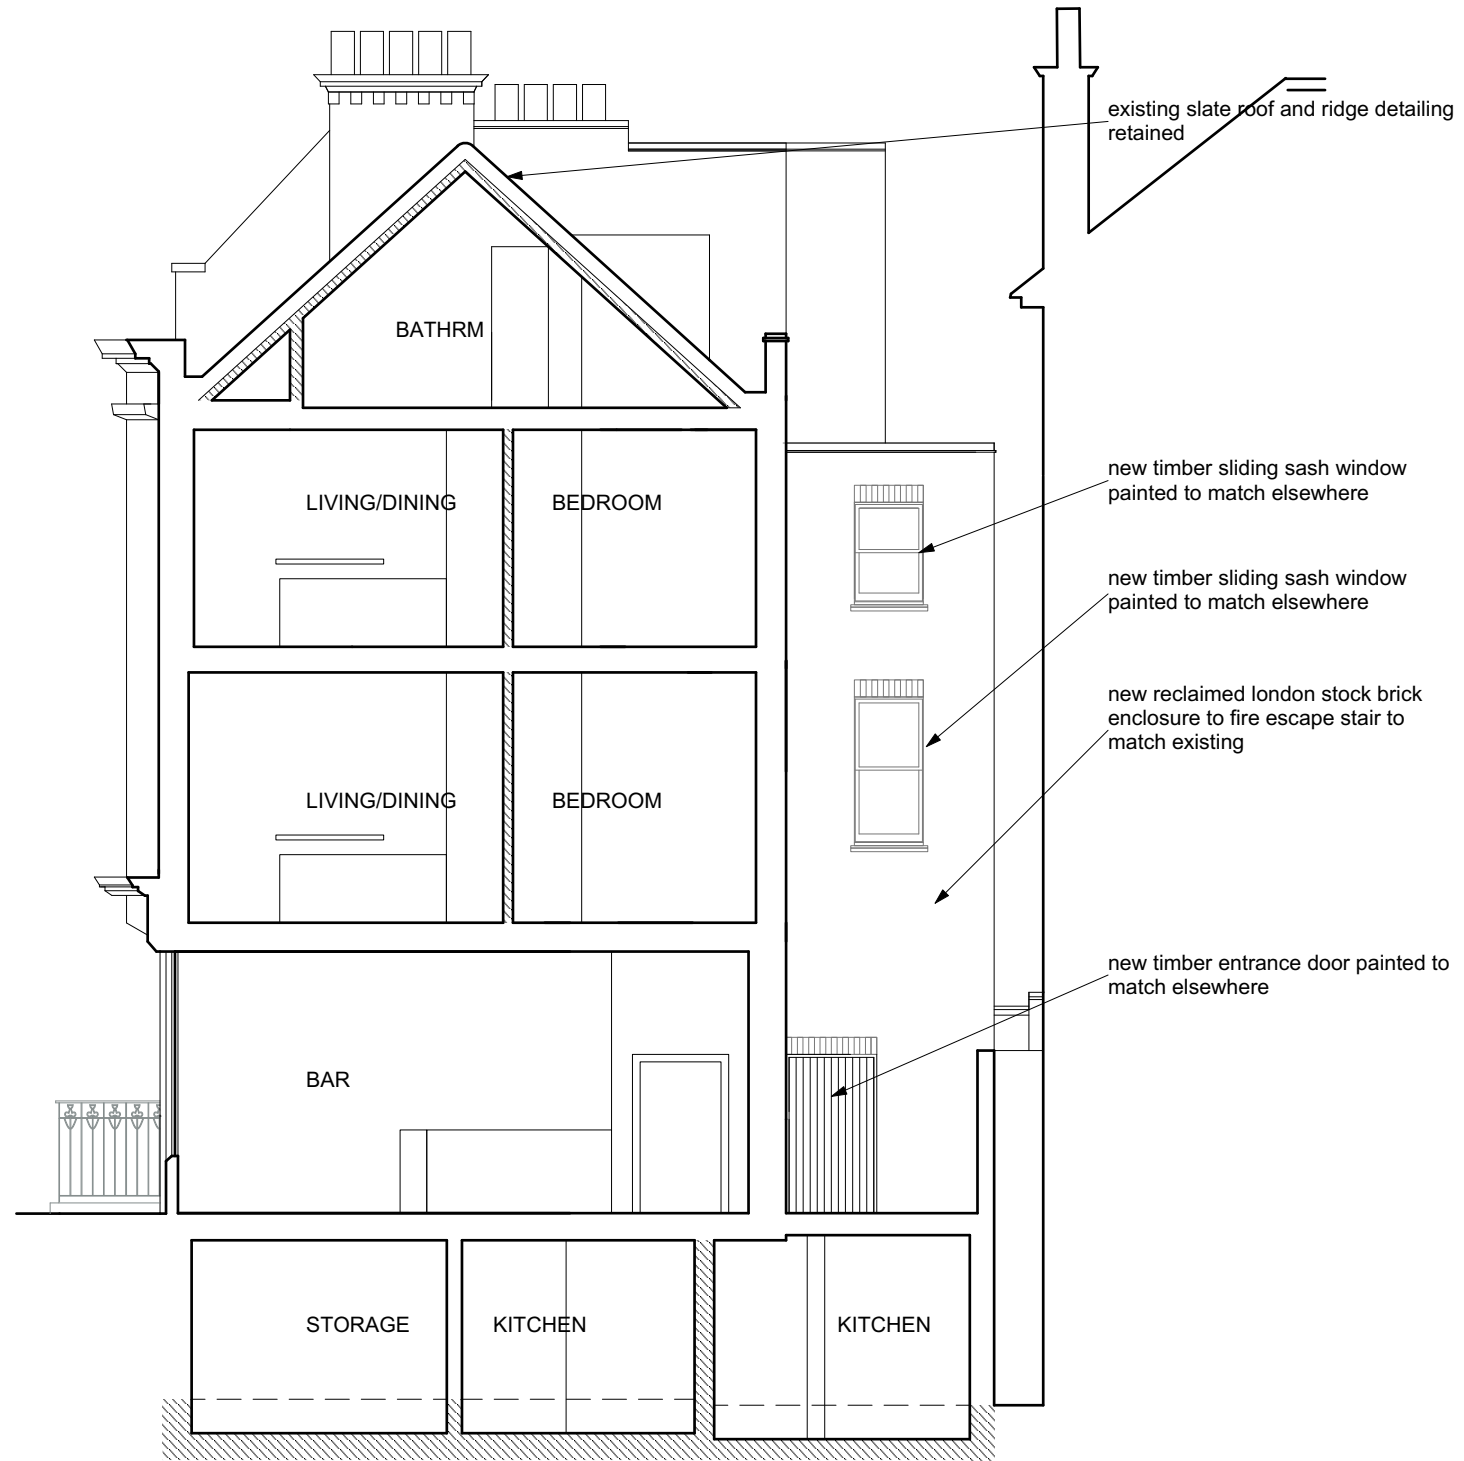 existing slate roof and ridge detailing
retained
BATHRM
new timber sliding sash window
painted to match elsewhere
LIVING/DINING
BEDROOM
new timber sliding sash window
painted to match elsewhere
new reclaimed london stock brick
enclosure to fire escape stair to
match existing
LIVING/DINING
BEDROOM
new timber entrance door painted to
match elsewhere
BAR
STORAGE
KITCHEN
KITCHEN